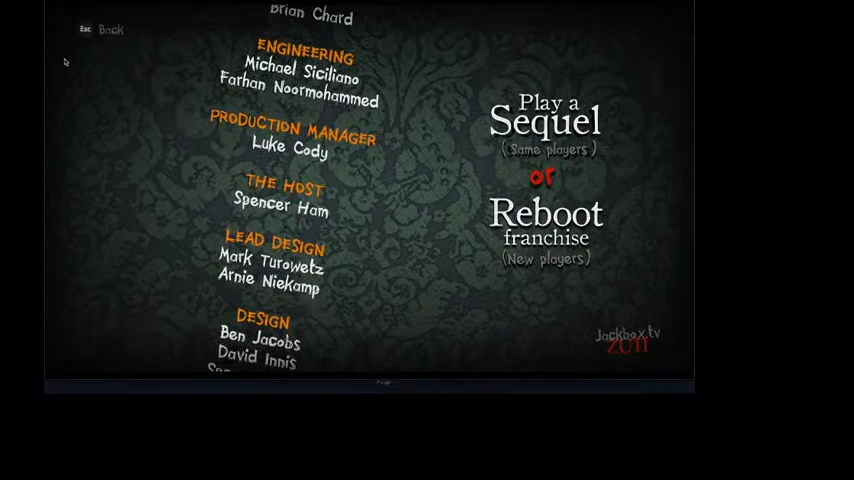 Brian Chard
Esc Back
ENGINEERING
Michael Siciliano
Farhan Noormohammed
PRODUCTION MANAGER
Luke Cody
THE HOST
Spencer Ham
LEAD DESIGN
Mark Turowetz
Arnie Niekamp
DESIGN
Ben Jacobs
David Innis
Play a
Sequel
(Same players)
or
Reboot
franchise
(New players)
Jackbox.tv